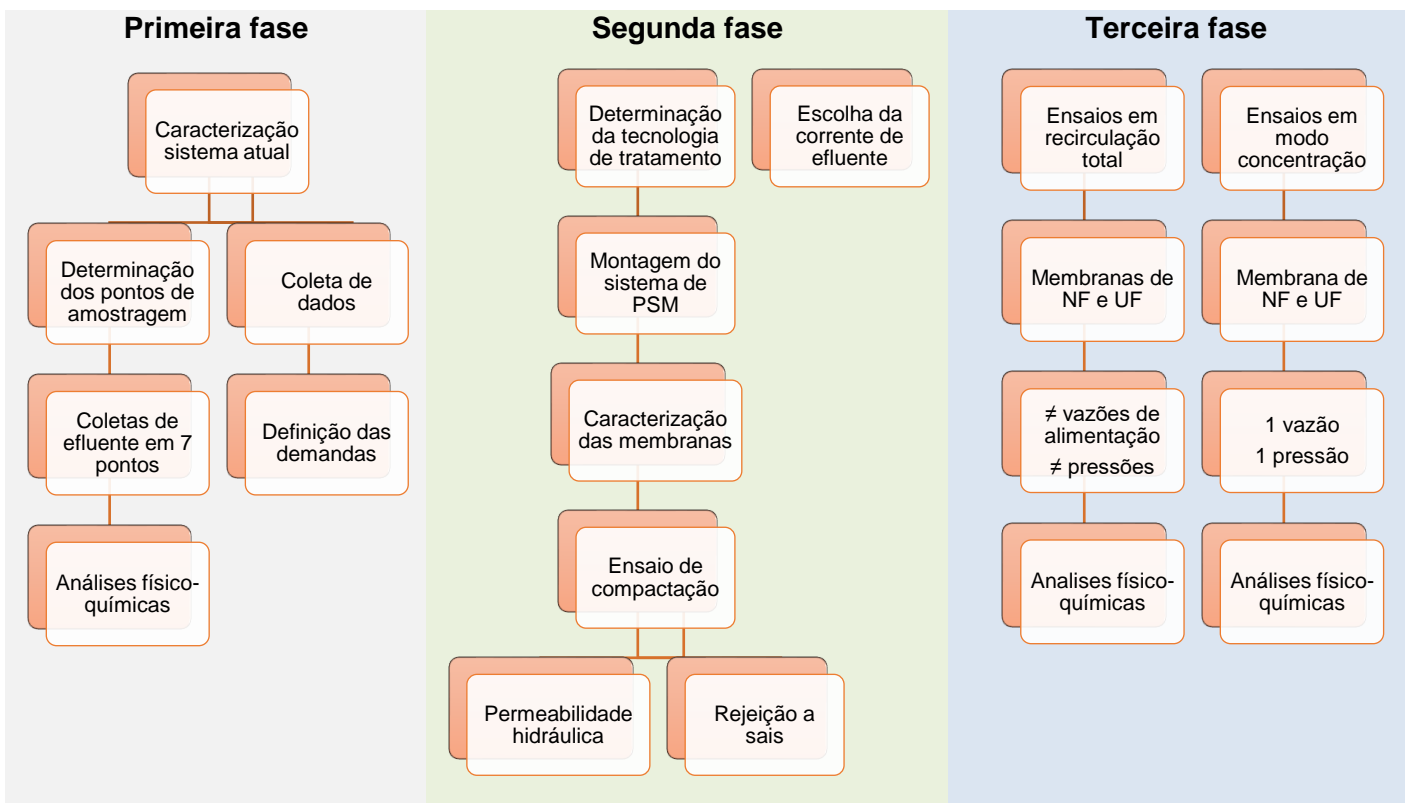 Primeira fase
Caracterização
sistema atual
Determinação
dos pontos de
amostragem
Coleta de
dados
Coletas de
efluente em 7
pontos
Definição das
demandas
Análises físico-
químicas
Segunda fase
Determinação
da tecnologia
de tratamento
Escolha da
corrente de
efluente
Montagem do
sistema de
PSM
Caracterização
das membranas
Ensaio de
compactação
Permeabilidade
hidráulica
Rejeição a
sais
Terceira fase
Ensaios em
recirculação
total
Ensaios em
modo
concentração
Membranas de
NF e UF
Membrana de
NF e UF
≠ vazões de
alimentação
≠ pressões
1 vazão
1 pressão
Analises físico-
químicas
Análises físico-
químicas